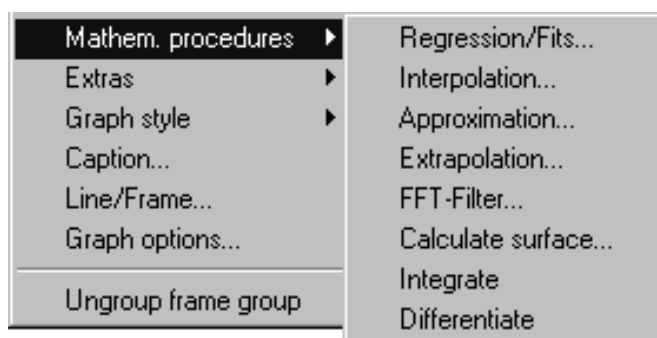 Mathem. procedures
Extras
Graph style
Caption...
Line/Frame...
Graph options...
Ungroup frame group
Regression/Fits...
Interpolation...
Approximation...
Extrapolation...
FFT-Filter...
Calculate surface...
Integrate
Differentiate